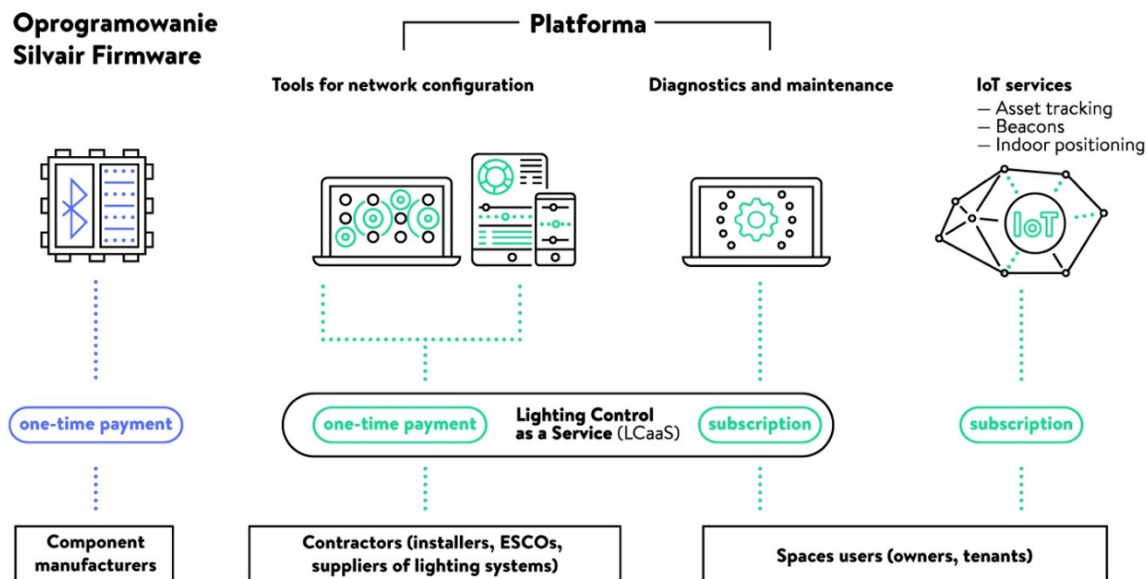 Oprogramowanie
Silvair Firmware
Platforma
Tools for network configuration
Diagnostics and maintenance
IoT services
— Asset tracking
— Beacons
— Indoor positioning
IoT
one-time payment
one-time payment
Lighting Control
as a Service (LCaaS)
subscription
subscription
Component
manufacturers
Contractors (installers, ESCOs,
suppliers of lighting systems)
Spaces users (owners, tenants)